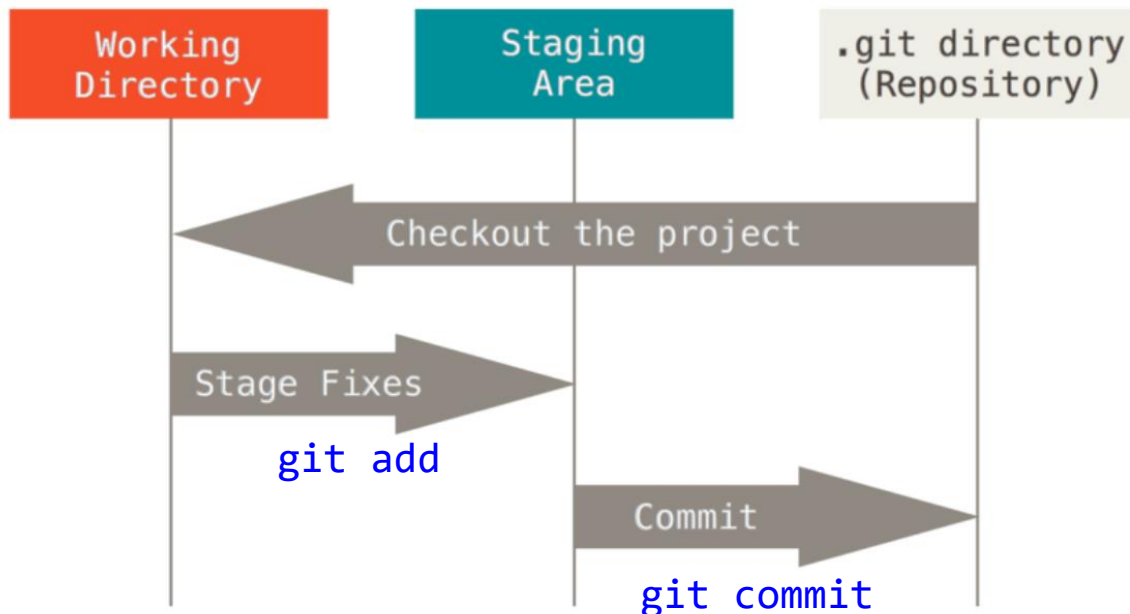 Working
Directory
Staging
Area
.git directory
(Repository)
Checkout the project
Stage Fixes
git add
Commit
git commit